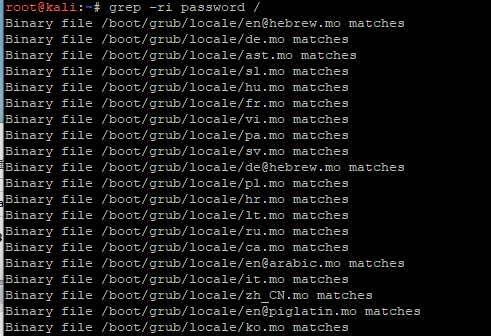 root@kali:~# grep -ri password /
Binary file /boot/grub/locale/en@hebrew.mo matches
Binary file /boot/grub/locale/de.mo matches
Binary file /boot/grub/locale/ast.mo matches
Binary file /boot/grub/locale/sl.mo matches
Binary file /boot/grub/locale/hu.mo matches
Binary file /boot/grub/locale/fr.mo matches
Binary file /boot/grub/locale/vi.mo matches
Binary file /boot/grub/locale/pa.mo matches
Binary file /boot/grub/locale/sv.mo matches
Binary file /boot/grub/locale/de@hebrew.mo matches
Binary file /boot/grub/locale/pl.mo matches
Binary file /boot/grub/locale/hr.mo matches
Binary file /boot/grub/locale/lt.mo matches
Binary file /boot/grub/locale/ru.mo matches
Binary file /boot/grub/locale/ca.mo matches
Binary file /boot/grub/locale/en@arabic.mo matches
Binary file /boot/grub/locale/it.mo matches
Binary file /boot/grub/locale/zh_CN.mo matches
Binary file /boot/grub/locale/en@piglatin.mo matches
Binary file /boot/grub/locale/ko.mo matches